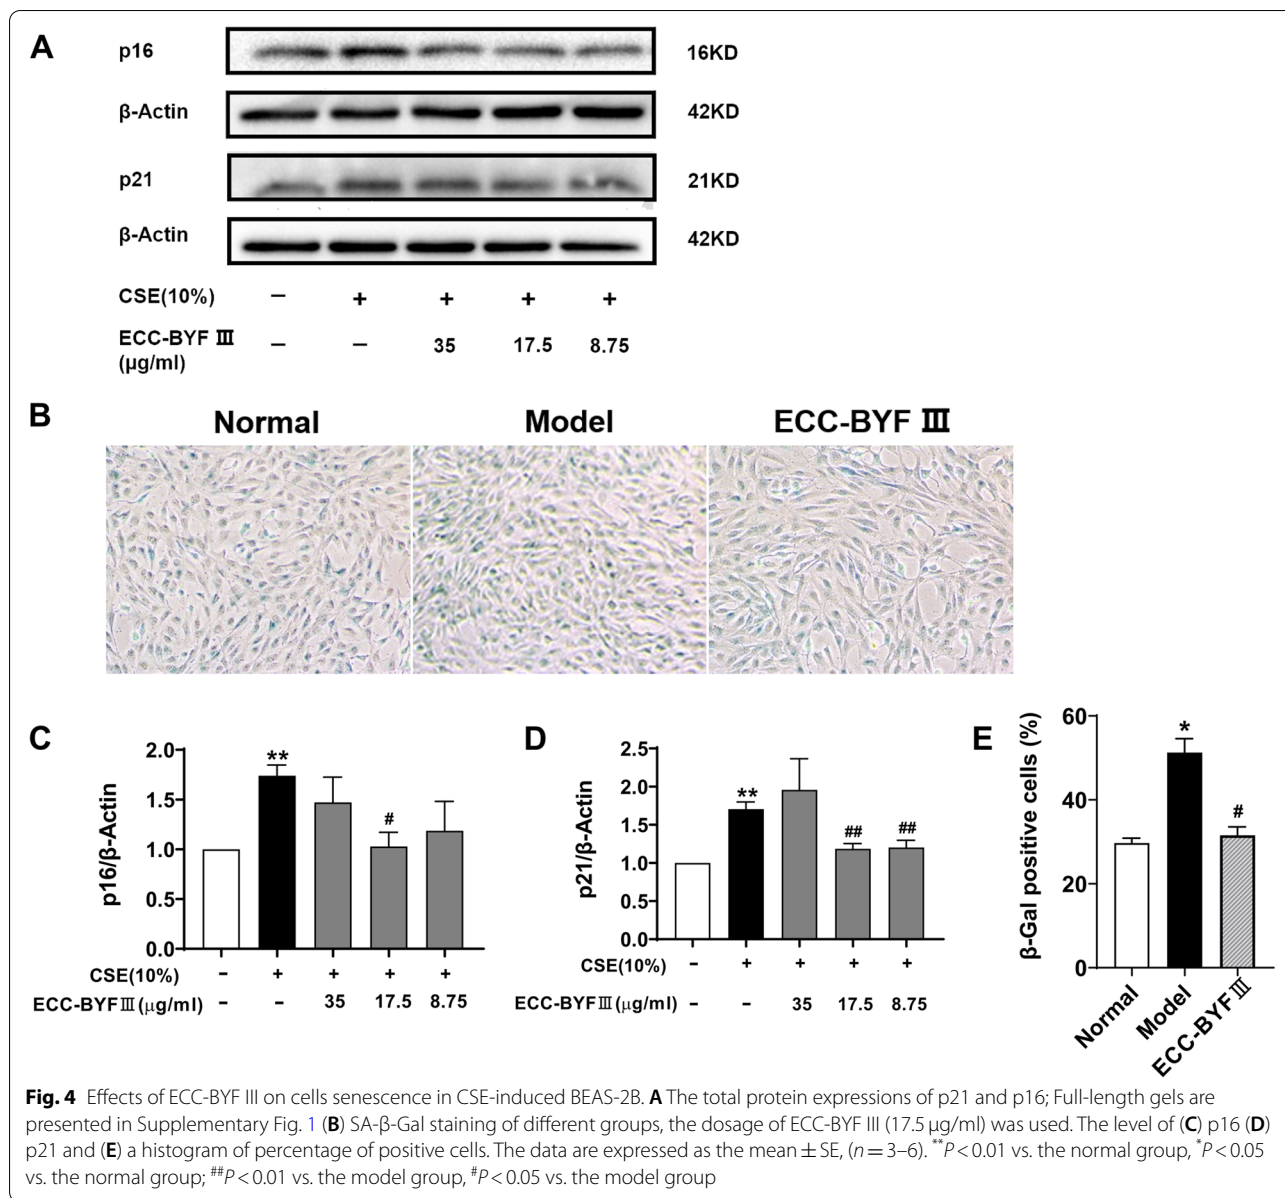 A
p16
16KD
β-Actin
42KD
p21
21KD
β-Actin
42KD
CSE(10%) − + + + +
ECC-BYF Ⅲ
(µg/ml) − − 35 17.5 8.75
B
Normal Model ECC-BYF Ⅲ
C
p16/β-Actin
2.0
1.5
1.0
0.5
0.0
**
#
CSE(10%) − + + + +
ECC-BYFⅢ(µg/ml) − − 35 17.5 8.75
D
p21/β-Actin
2.5
2.0
1.5
1.0
0.5
0.0
**
##
##
CSE(10%) − + + + +
ECC-BYFⅢ(µg/ml) − − 35 17.5 8.75
E
β-Gal positive cells (%)
60
40
20
0
*
#
Normal
Model
ECC-BYFⅢ
Fig. 4 Effects of ECC-BYF III on cells senescence in CSE-induced BEAS-2B. A The total protein expressions of p21 and p16; Full-length gels are
presented in Supplementary Fig. 1 (B) SA-β-Gal staining of different groups, the dosage of ECC-BYF III (17.5 µg/ml) was used. The level of (C) p16 (D)
p21 and (E) a histogram of percentage of positive cells. The data are expressed as the mean ± SE, (n = 3–6). **P < 0.01 vs. the normal group, *P < 0.05
vs. the normal group; ##P < 0.01 vs. the model group, #P < 0.05 vs. the model group